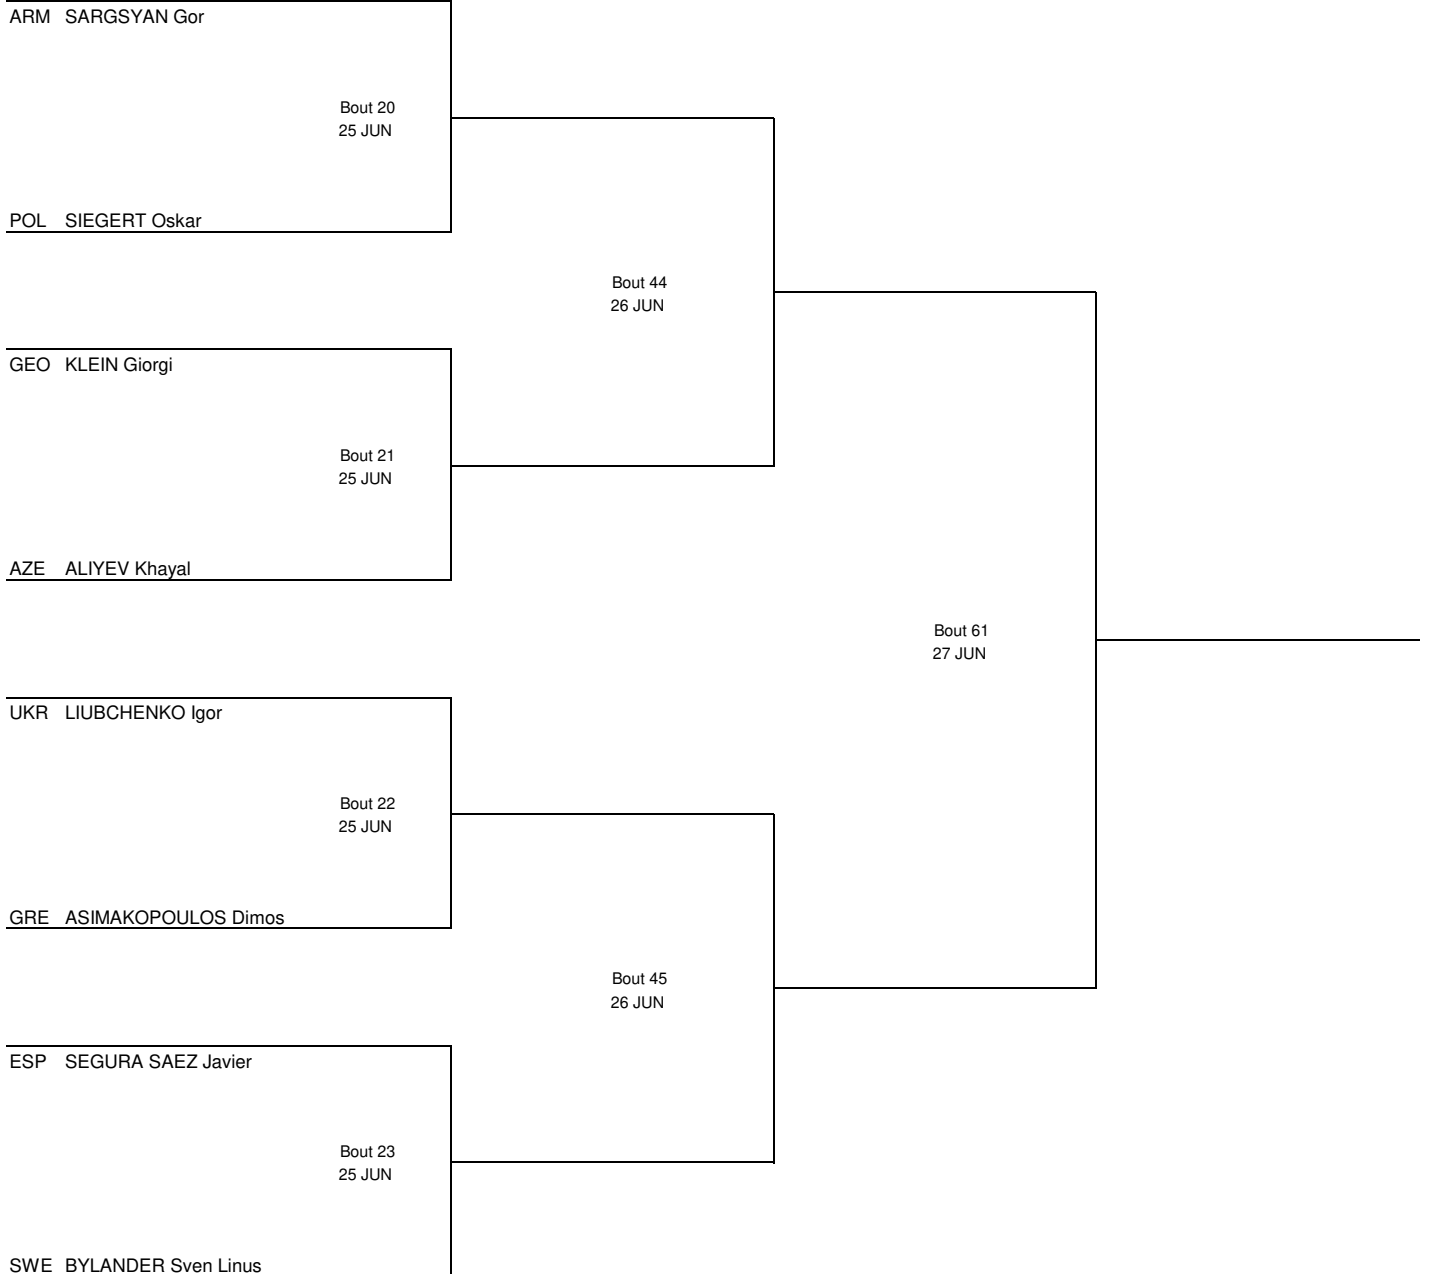 ARM SARGSYAN Gor
Bout 20
25 JUN
POL SIEGERT Oskar
Bout 44
26 JUN
GEO KLEIN Giorgi
Bout 21
25 JUN
AZE ALIYEV Khayal
Bout 61
27 JUN
UKR LIUBCHENKO Igor
Bout 22
25 JUN
GRE ASIMAKOPOULOS Dimos
Bout 45
26 JUN
ESP SEGURA SAEZ Javier
Bout 23
25 JUN
SWE BYLANDER Sven Linus